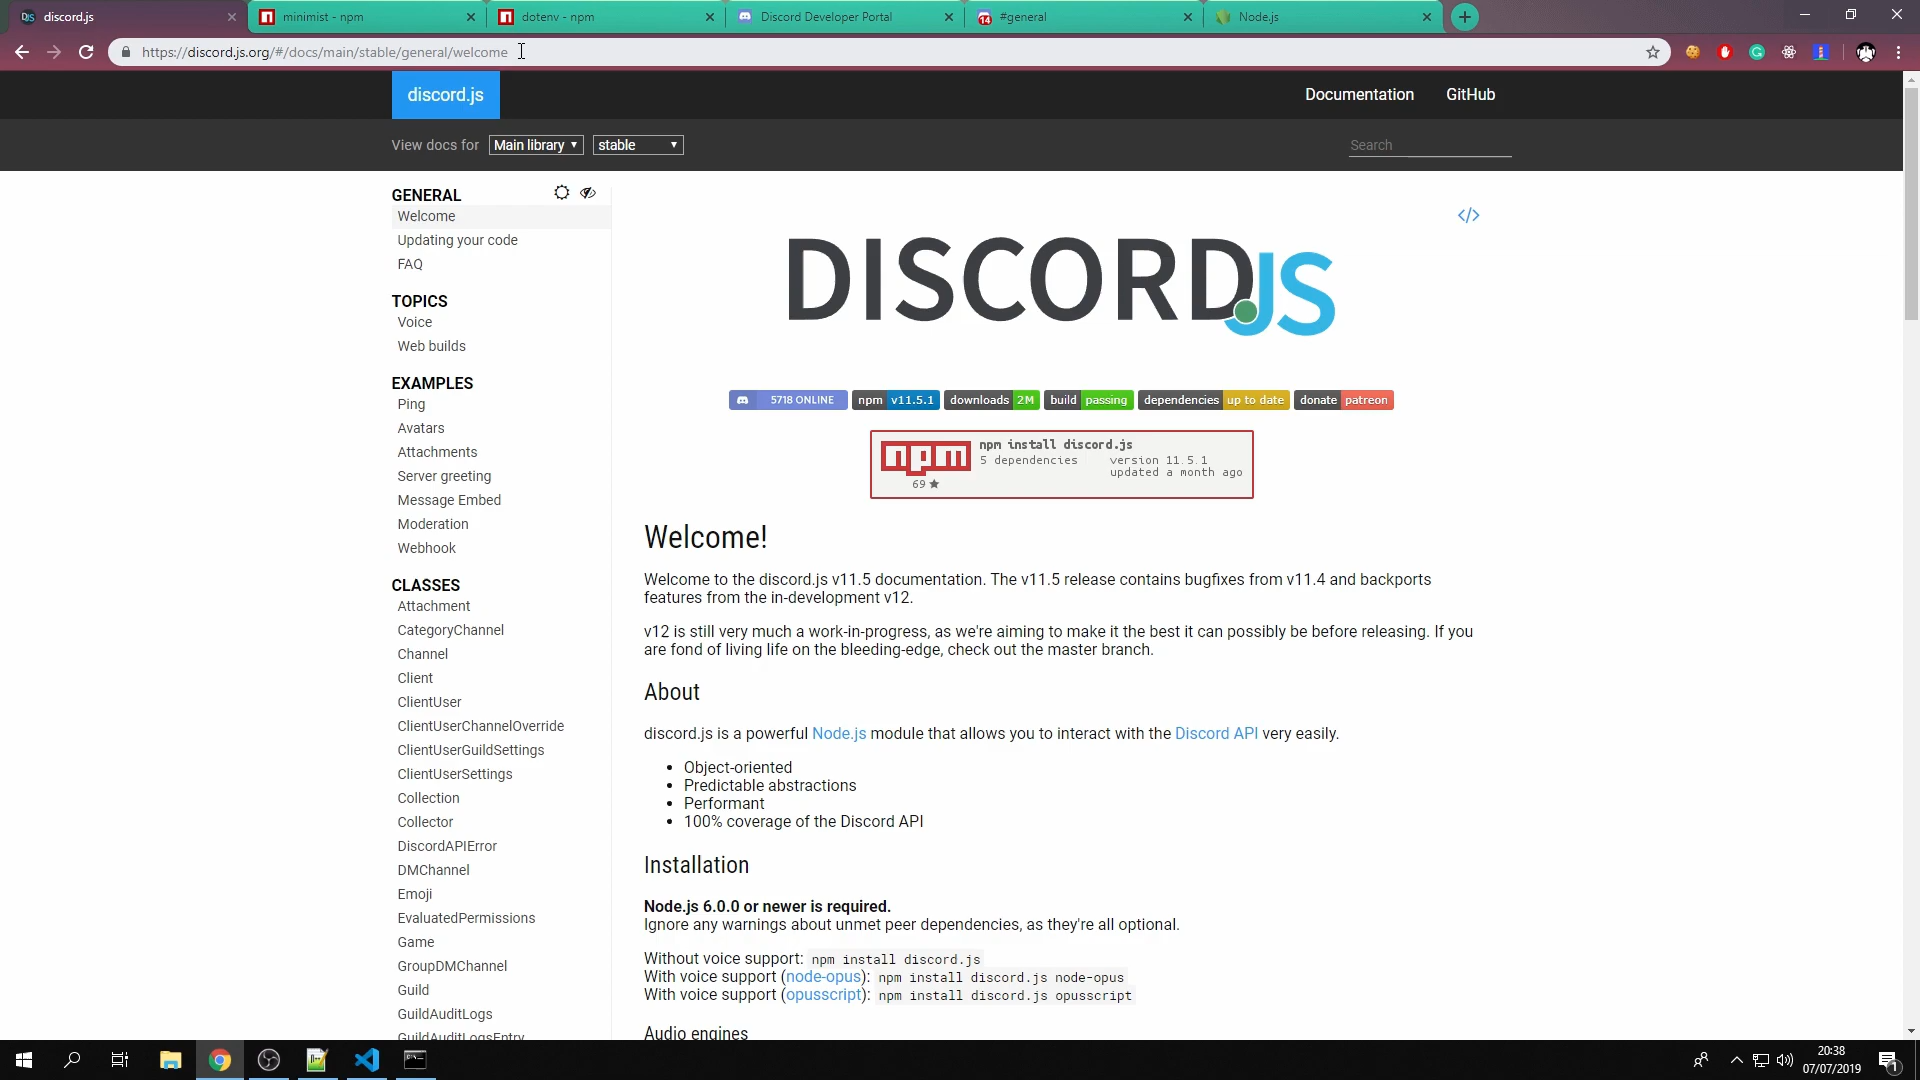 discord.js
minimist - npm
dotenv - npm
Discord Developer Portal
14
#general
Node.js
https://discord.js.org/#/docs/main/stable/general/welcome
discord.js
Documentation
GitHub
View docs for
Main library
stable
Search
GENERAL
Welcome
Updating your code
FAQ
TOPICS
Voice
Web builds
EXAMPLES
Ping
Avatars
Attachments
Server greeting
Message Embed
Moderation
Webhook
CLASSES
Attachment
CategoryChannel
Channel
Client
ClientUser
ClientUserChannelOverride
ClientUserGuildSettings
ClientUserSettings
Collection
Collector
DiscordAPIError
DMChannel
Emoji
EvaluatedPermissions
Game
GroupDMChannel
Guild
GuildAuditLogs
GuildAuditLogsEntry
</>
DISCORD.JS
5718 ONLINE
npm v11.5.1
downloads 2M
build passing
dependencies up to date
donate patreon
npm
69 ★
npm install discord.js
5 dependencies
version 11.5.1
updated a month ago
Welcome!
Welcome to the discord.js v11.5 documentation. The v11.5 release contains bugfixes from v11.4 and backports
features from the in-development v12.
v12 is still very much a work-in-progress, as we're aiming to make it the best it can possibly be before releasing. If you
are fond of living life on the bleeding-edge, check out the master branch.
About
discord.js is a powerful Node.js module that allows you to interact with the Discord API very easily.
• Object-oriented
• Predictable abstractions
• Performant
• 100% coverage of the Discord API
Installation
Node.js 6.0.0 or newer is required.
Ignore any warnings about unmet peer dependencies, as they're all optional.
Without voice support: npm install discord.js
With voice support (node-opus): npm install discord.js node-opus
With voice support (opusscript): npm install discord.js opusscript
Audio engines
20:38
07/07/2019
1